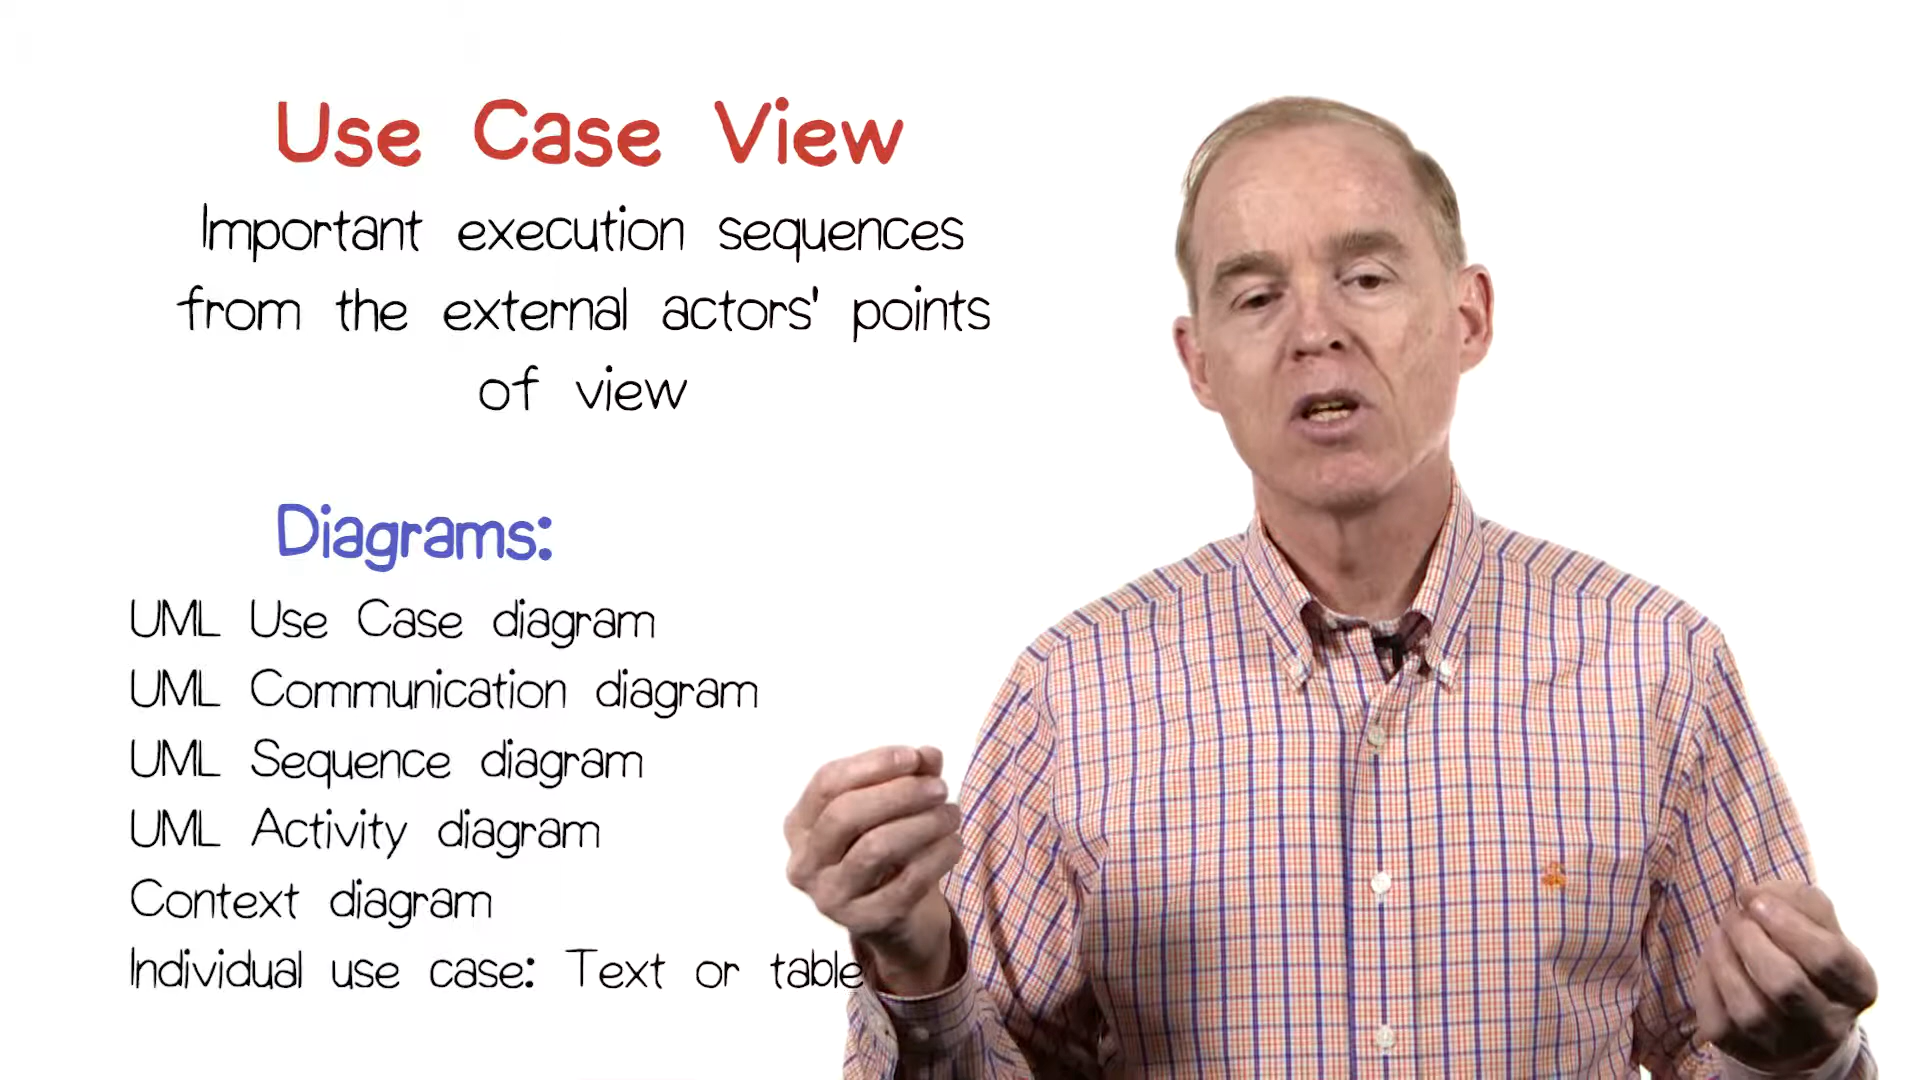 Use Case View
Important execution sequences
from the external actors' points
of view
Diagrams:
UML Use Case diagram
UML Communication diagram
UML Sequence diagram
UML Activity diagram
Context diagram
Individual use case: Text or table